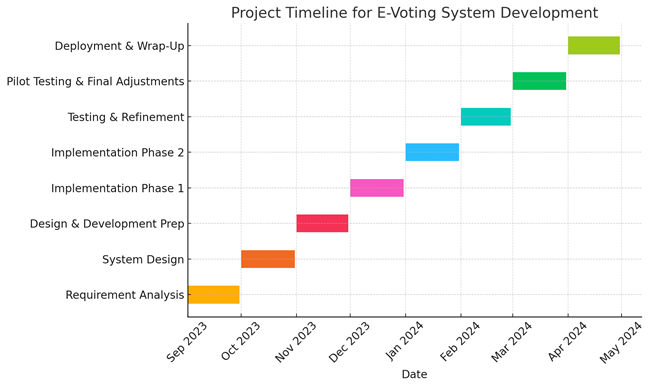 Project Timeline for E-Voting System Development
Deployment & Wrap-Up
Pilot Testing & Final Adjustments
Testing & Refinement
Implementation Phase 2
Implementation Phase 1
Design & Development Prep
System Design
Requirement Analysis
Sep 2023
Oct 2023
Nov 2023
Dec 2023
Jan 2024
Feb 2024
Mar 2024
Apr 2024
May 2024
Date